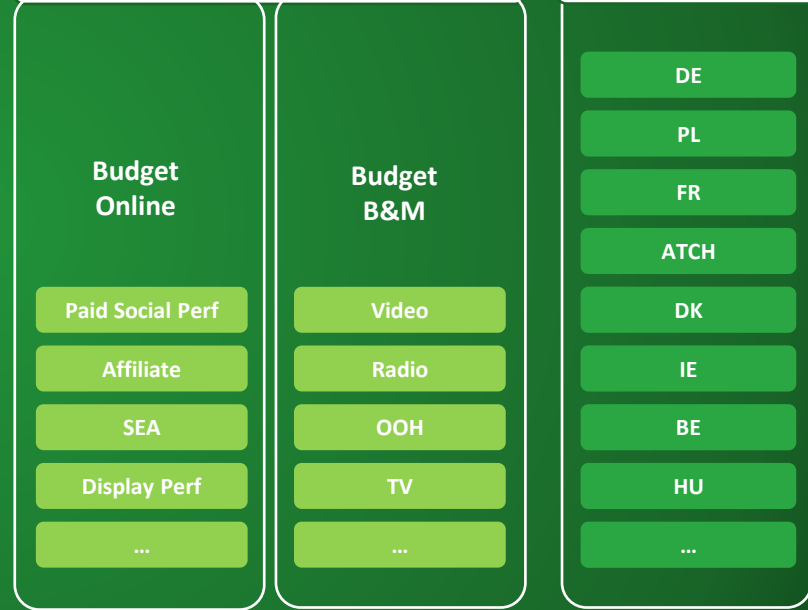 Budget
Online
Paid Social Perf
Affiliate
SEA
Display Perf
...
Budget
B&M
Video
Radio
OOH
TV
...
DE
PL
FR
ATCH
DK
IE
BE
HU
...